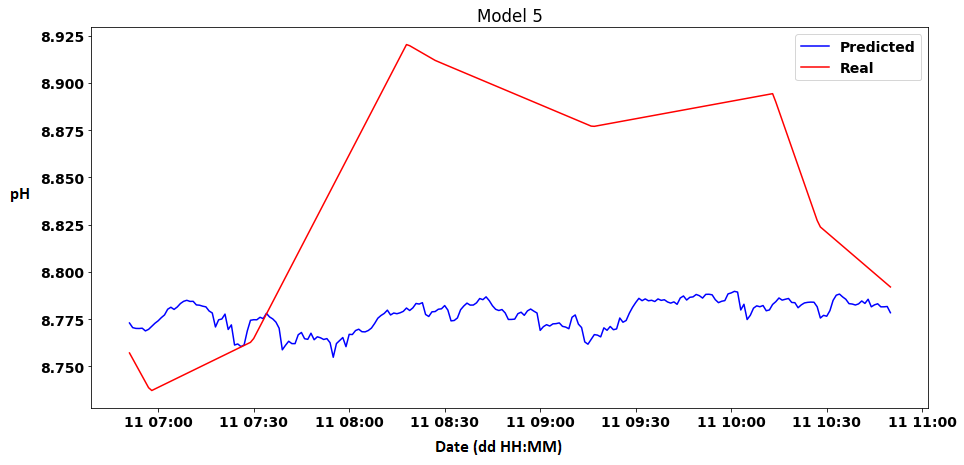 Model 5
Predicted
Real
8.925
8.900
8.875
8.850
8.825
8.800
8.775
8.750
pH
11 07:00 11 07:30 11 08:00 11 08:30 11 09:00 11 09:30 11 10:00 11 10:30 11 11:00
Date (dd HH:MM)